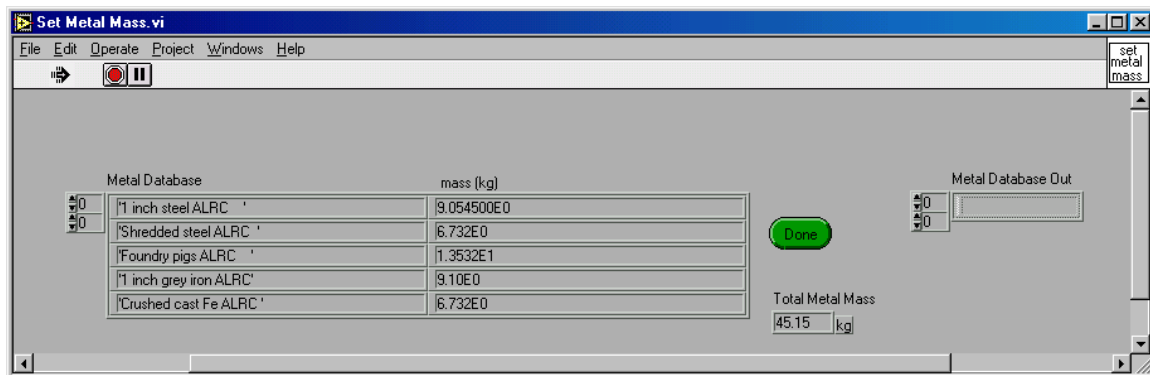 Set Metal Mass.vi
File Edit Operate Project Windows Help
set
metal
mass
Metal Database mass (kg) Metal Database Out
0 '1 inch steel ALRC ' 9.054500E0 0
0 'Shredded steel ALRC ' 6.732E0 Done 0
'Foundry pigs ALRC ' 1.3532E1
'1 inch grey iron ALRC' 9.10E0
'Crushed cast Fe ALRC ' 6.732E0
Total Metal Mass
45.15 kg